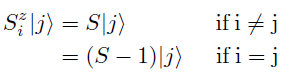 S_i^z|j⟩ = S|j⟩ if i ≠ j
= (S − 1)|j⟩ if i = j